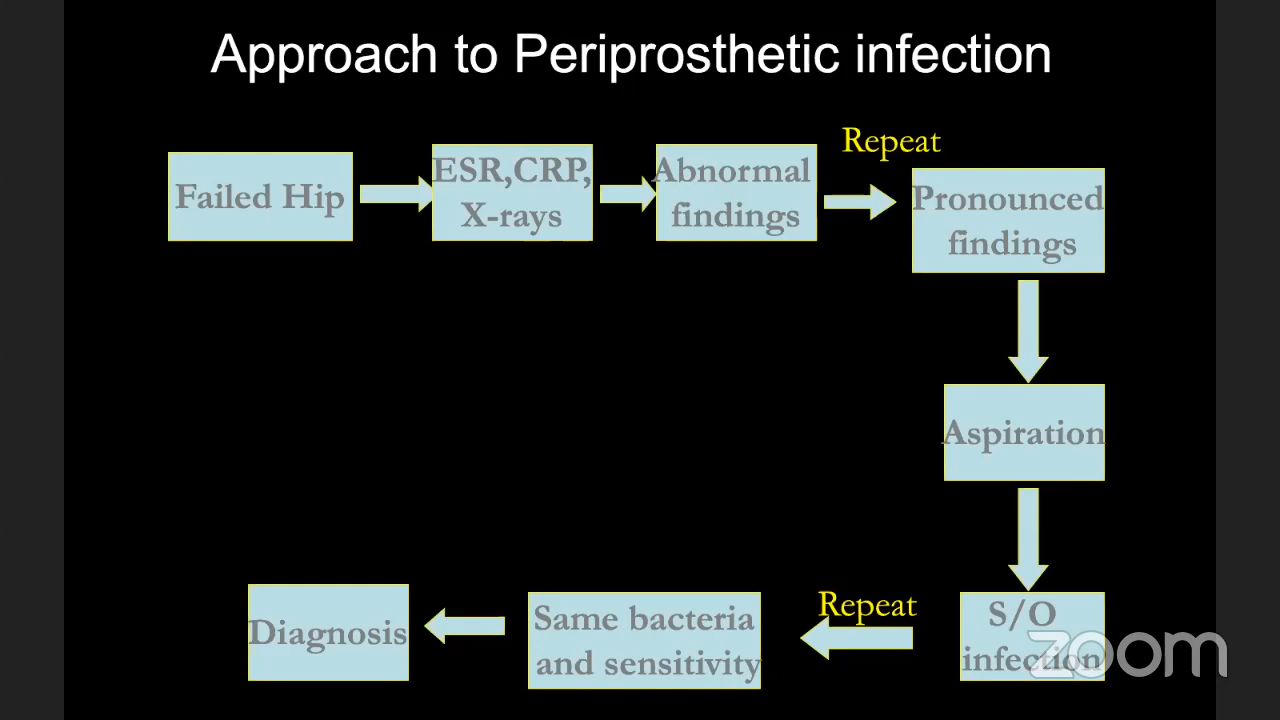 Approach to Periprosthetic infection
Repeat
Failed Hip
ESR,CRP,
X-rays
Abnormal
findings
Pronounced
findings
Aspiration
Repeat
S/O
infection
Same bacteria
and sensitivity
Diagnosis
zoom